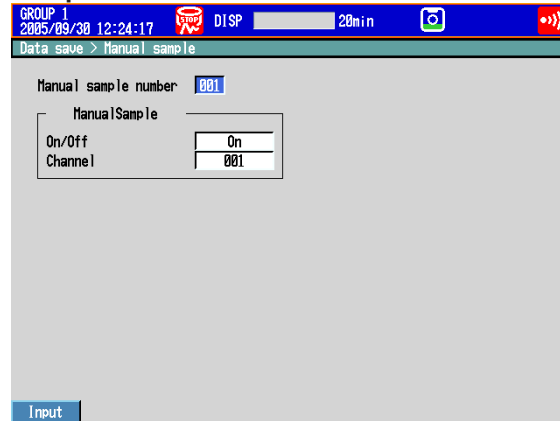 GROUP 1
2005/09/30 12:24:17
STOP
DISP
20min
Data save > Manual sample
Manual sample number 001
ManualSample
On/Off On
Channel 001
Input